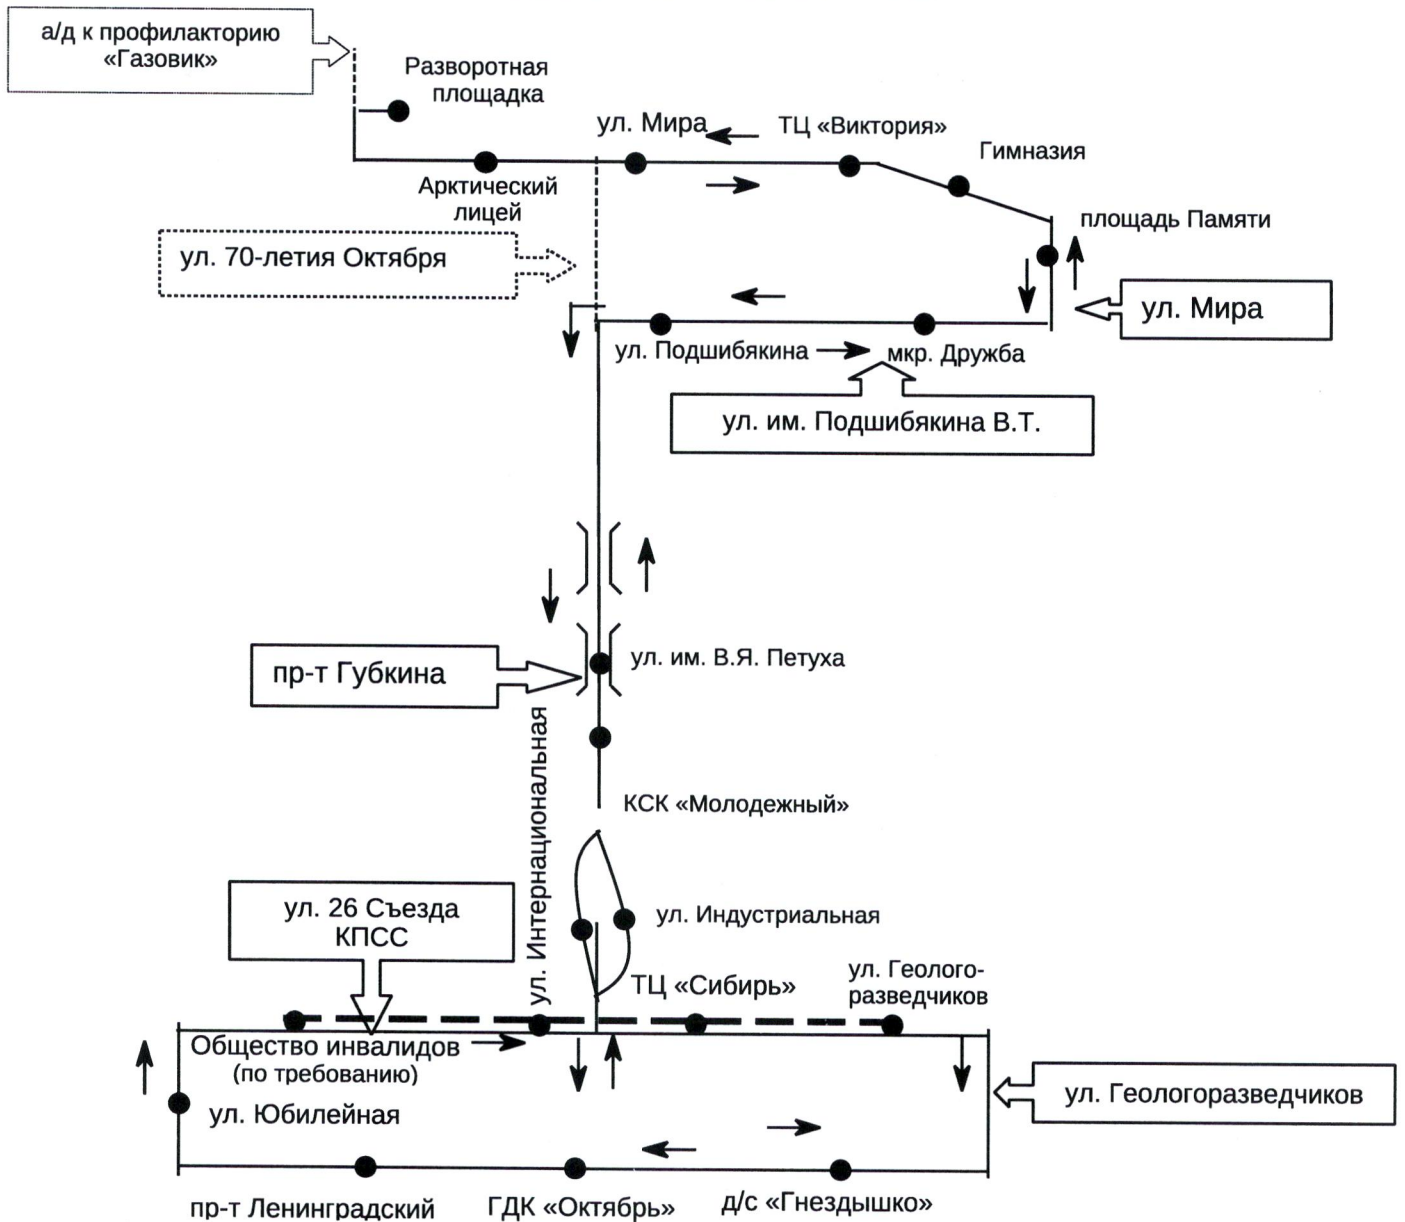 а/д к профилакторию
«Газовик»
Разворотная
площадка
ул. Мира
ТЦ «Виктория»
Гимназия
Арктический
лицей
площадь Памяти
ул. 70-летия Октября
ул. Мира
ул. Подшибякина
мкр. Дружба
ул. им. Подшибякина В.Т.
ул. им. В.Я. Петуха
пр-т Губкина
ул. Интернациональная
КСК «Молодежный»
ул. 26 Съезда
КПСС
ул. Индустриальная
ТЦ «Сибирь»
ул. Геолого-
разведчиков
Общество инвалидов
(по требованию)
ул. Юбилейная
ул. Геологоразведчиков
пр-т Ленинградский
ГДК «Октябрь»
д/с «Гнездышко»